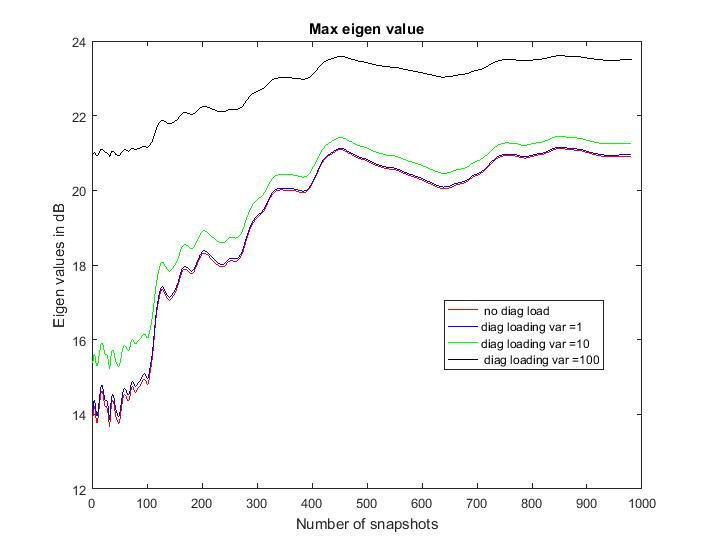 Max eigen value
Eigen values in dB
24
22
20
18
16
14
12
no diag load
diag loading var =1
diag loading var =10
diag loading var =100
0 100 200 300 400 500 600 700 800 900 1000
Number of snapshots